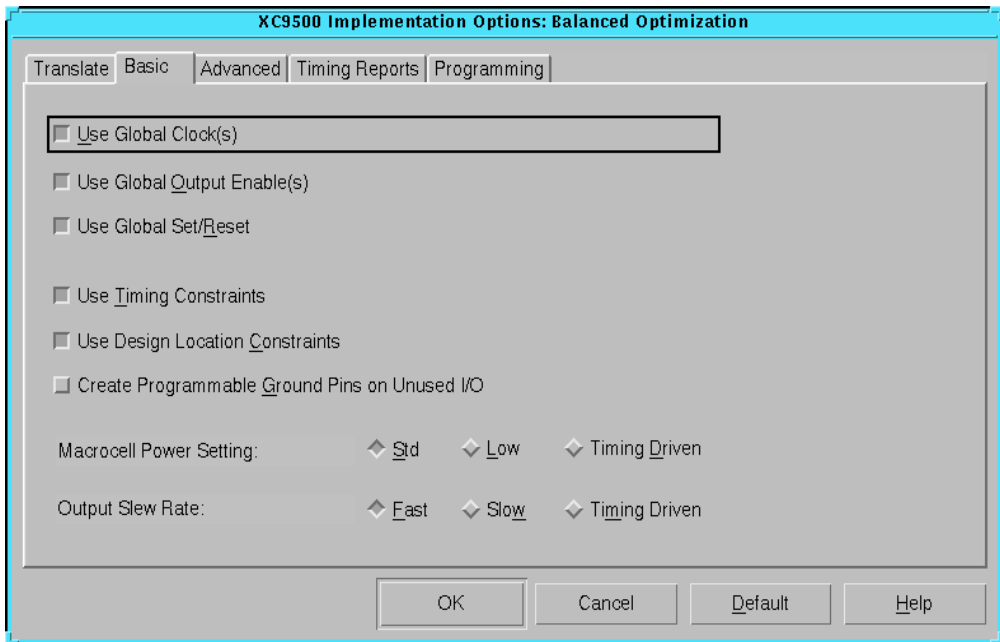 XC9500 Implementation Options: Balanced Optimization
Translate Basic Advanced Timing Reports Programming
Use Global Clock(s)
Use Global Output Enable(s)
Use Global Set/Reset
Use Timing Constraints
Use Design Location Constraints
Create Programmable Ground Pins on Unused I/O
Macrocell Power Setting: Std Low Timing Driven
Output Slew Rate: Fast Slow Timing Driven
OK Cancel Default Help